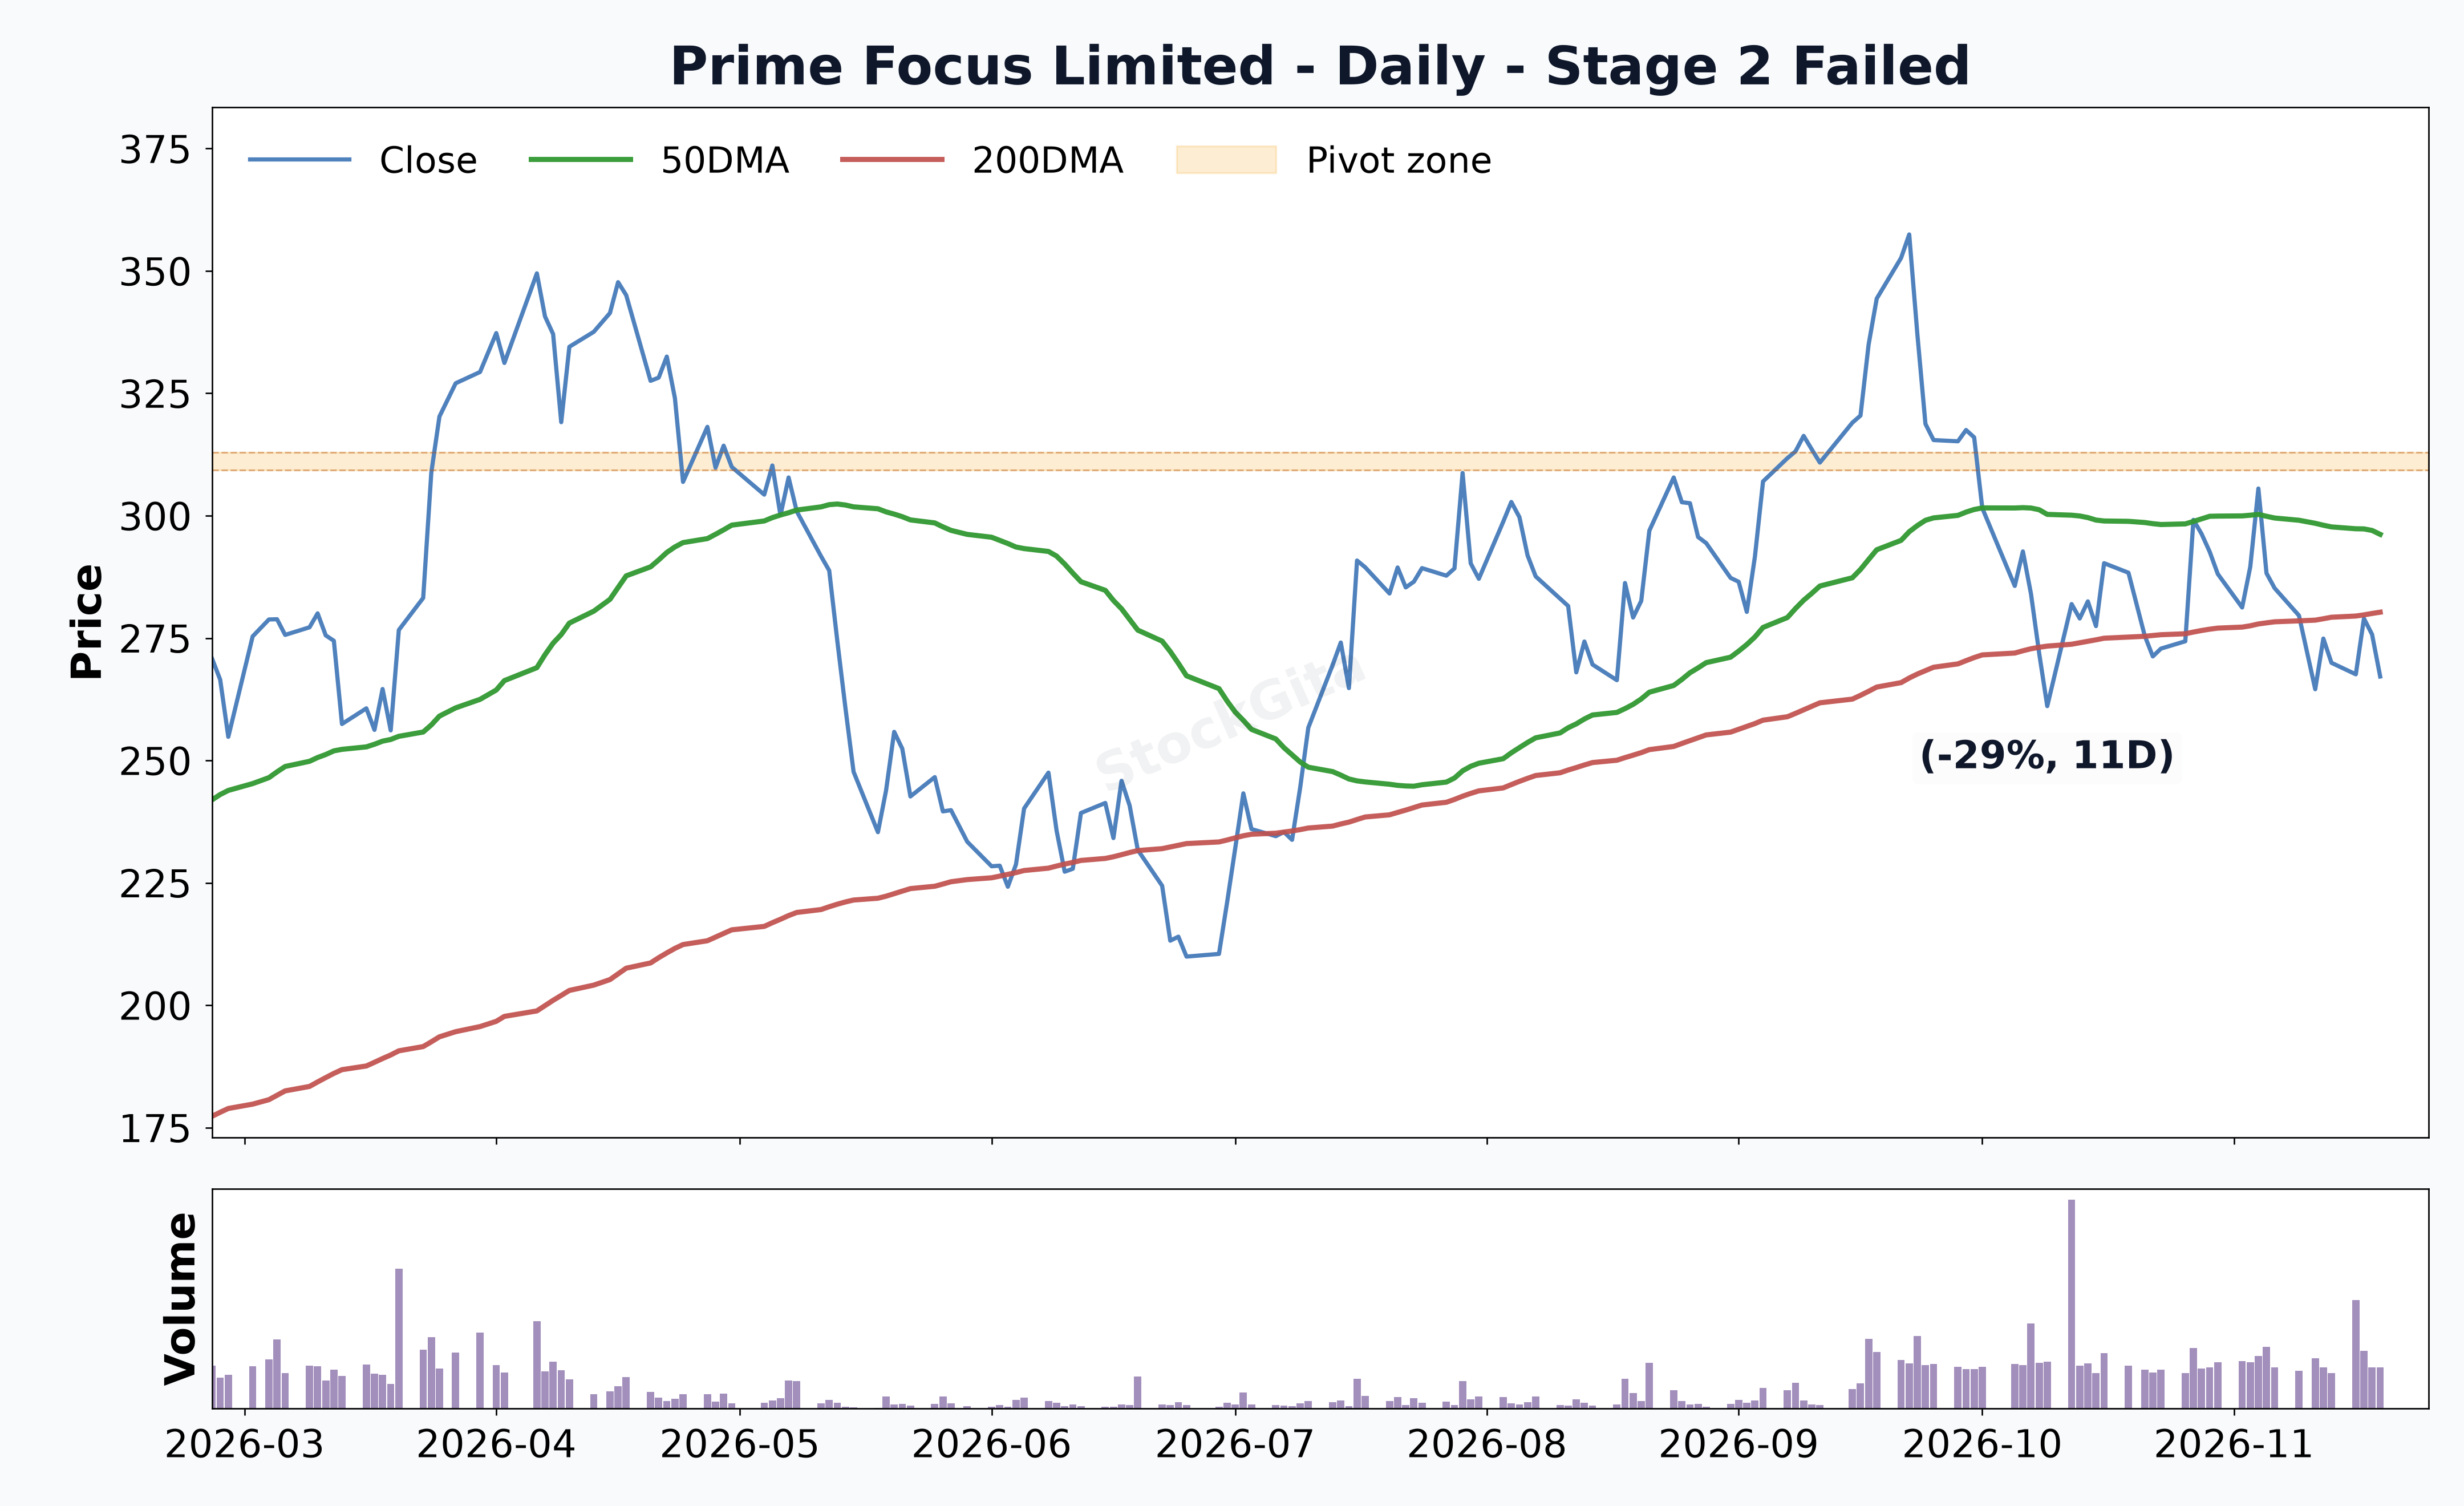 Prime Focus Limited - Daily - Stage 2 Failed
Close 50DMA 200DMA Pivot zone
375
350
325
300
275
250
225
200
175
Price
StockGita
(-29%, 11D)
Volume
2026-03 2026-04 2026-05 2026-06 2026-07 2026-08 2026-09 2026-10 2026-11